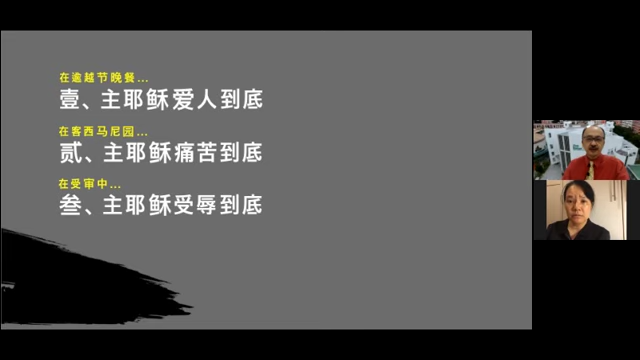 在逾越节晚餐...
壹、主耶稣爱人到底
在客西马尼园...
贰、主耶稣痛苦到底
在受审中...
叁、主耶稣受辱到底